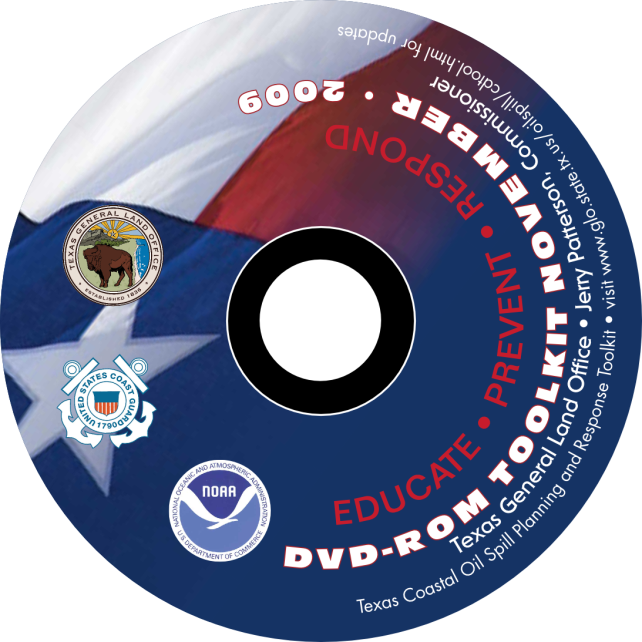 EDUCATE • PREVENT • RESPOND
DVD-ROM TOOLKIT NOVEMBER • 2009
Texas General Land Office • Jerry Patterson, Commissioner
Texas Coastal Oil Spill Planning and Response Toolkit • visit www.glo.state.tx.us/oilspill/cdtool.html for updates
TEXAS GENERAL LAND OFFICE
• ESTABLISHED 1836 •
UNITED STATES COAST GUARD
1790
NATIONAL OCEANIC AND ATMOSPHERIC ADMINISTRATION
NOAA
U.S. DEPARTMENT OF COMMERCE